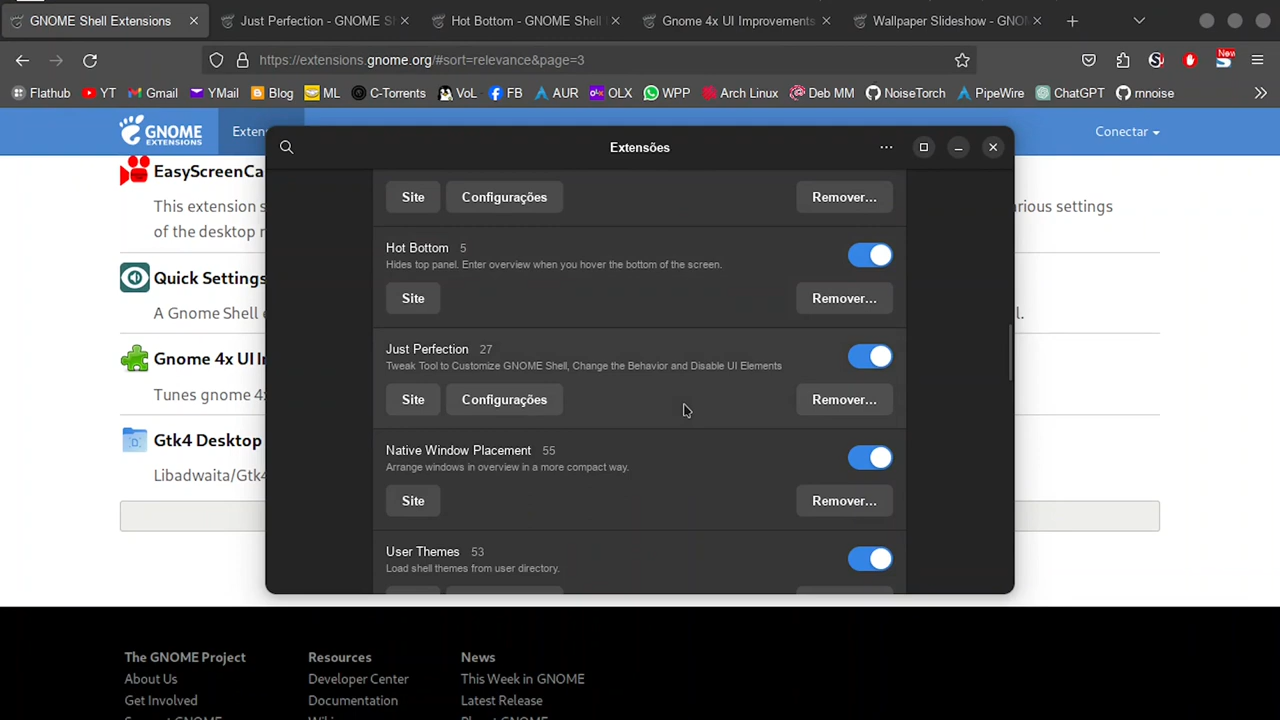 GNOME Shell Extensions
Just Perfection - GNOME S
Hot Bottom - GNOME Shell
Gnome 4x UI Improvements
Wallpaper Slideshow - GNO
https://extensions.gnome.org/#sort=relevance&page=3
New
Flathub
YT
Gmail
YMail
Blog
ML
C-Torrents
VoL
FB
AUR
OLX
WPP
Arch Linux
Deb MM
NoiseTorch
PipeWire
ChatGPT
rnnoise
GNOME
EXTENSIONS
Exten
Conectar
EasyScreenCa
This extension s
arious settings
of the desktop r
Quick Settings
A Gnome Shell e
l.
Gnome 4x UI I
Tunes gnome 4
Gtk4 Desktop
Libadwaita/Gtk4
Extensões
Site
Configurações
Remover...
Hot Bottom 5
Hides top panel. Enter overview when you hover the bottom of the screen.
Site
Remover...
Just Perfection 27
Tweak Tool to Customize GNOME Shell, Change the Behavior and Disable UI Elements
Site
Configurações
Remover...
Native Window Placement 55
Arrange windows in overview in a more compact way.
Site
Remover...
User Themes 53
Load shell themes from user directory.
The GNOME Project
About Us
Get Involved
Resources
Developer Center
Documentation
News
This Week in GNOME
Latest Release